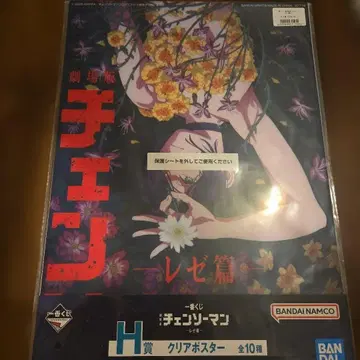 劇場版
チェン
保護シートを外してご使用ください
レゼ篇
一番くじ
一番くじ
劇場版 チェンソーマン
レゼ篇
BANDAI NAMCO
H賞 クリアポスター 全10種
BAN
DAI